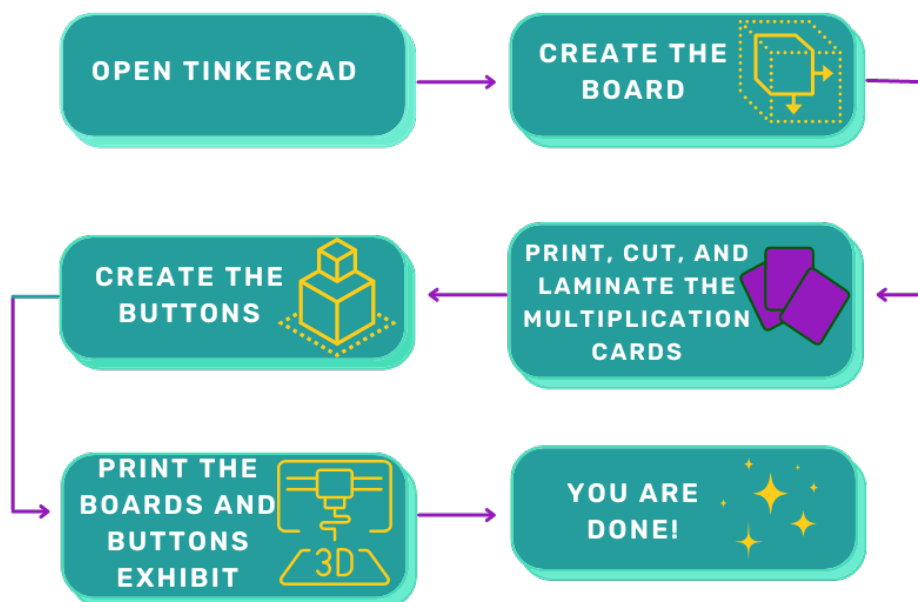 OPEN TINKERCAD
CREATE THE
BOARD
PRINT, CUT, AND
LAMINATE THE
MULTIPLICATION
CARDS
CREATE THE
BUTTONS
PRINT THE
BOARDS AND
BUTTONS
EXHIBIT
3D
YOU ARE
DONE!